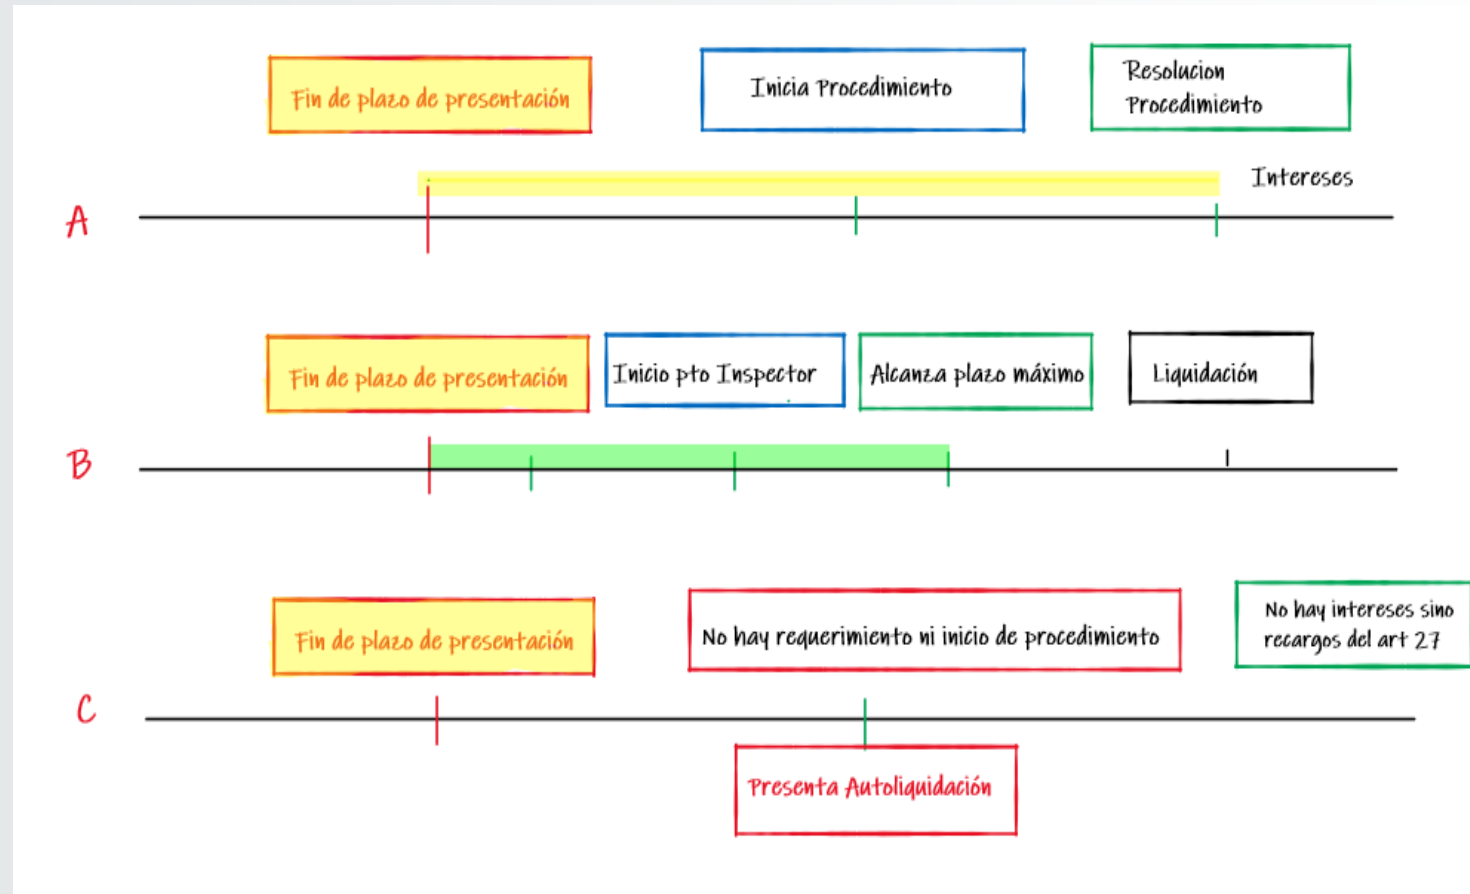 Fin de plazo de presentación
Inicia Procedimiento
Resolucion
Procedimiento
Intereses
A
Fin de plazo de presentación
Inicio pto Inspector
Alcanza plazo máximo
Liquidación
B
Fin de plazo de presentación
No hay requerimiento ni inicio de procedimiento
No hay intereses sino
recargos del art 27
C
Presenta Autoliquidación